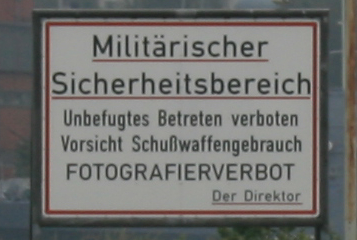 Militärischer
Sicherheitsbereich
Unbefugtes Betreten verboten
Vorsicht Schußwaffengebrauch
FOTOGRAFIERVERBOT
Der Direktor